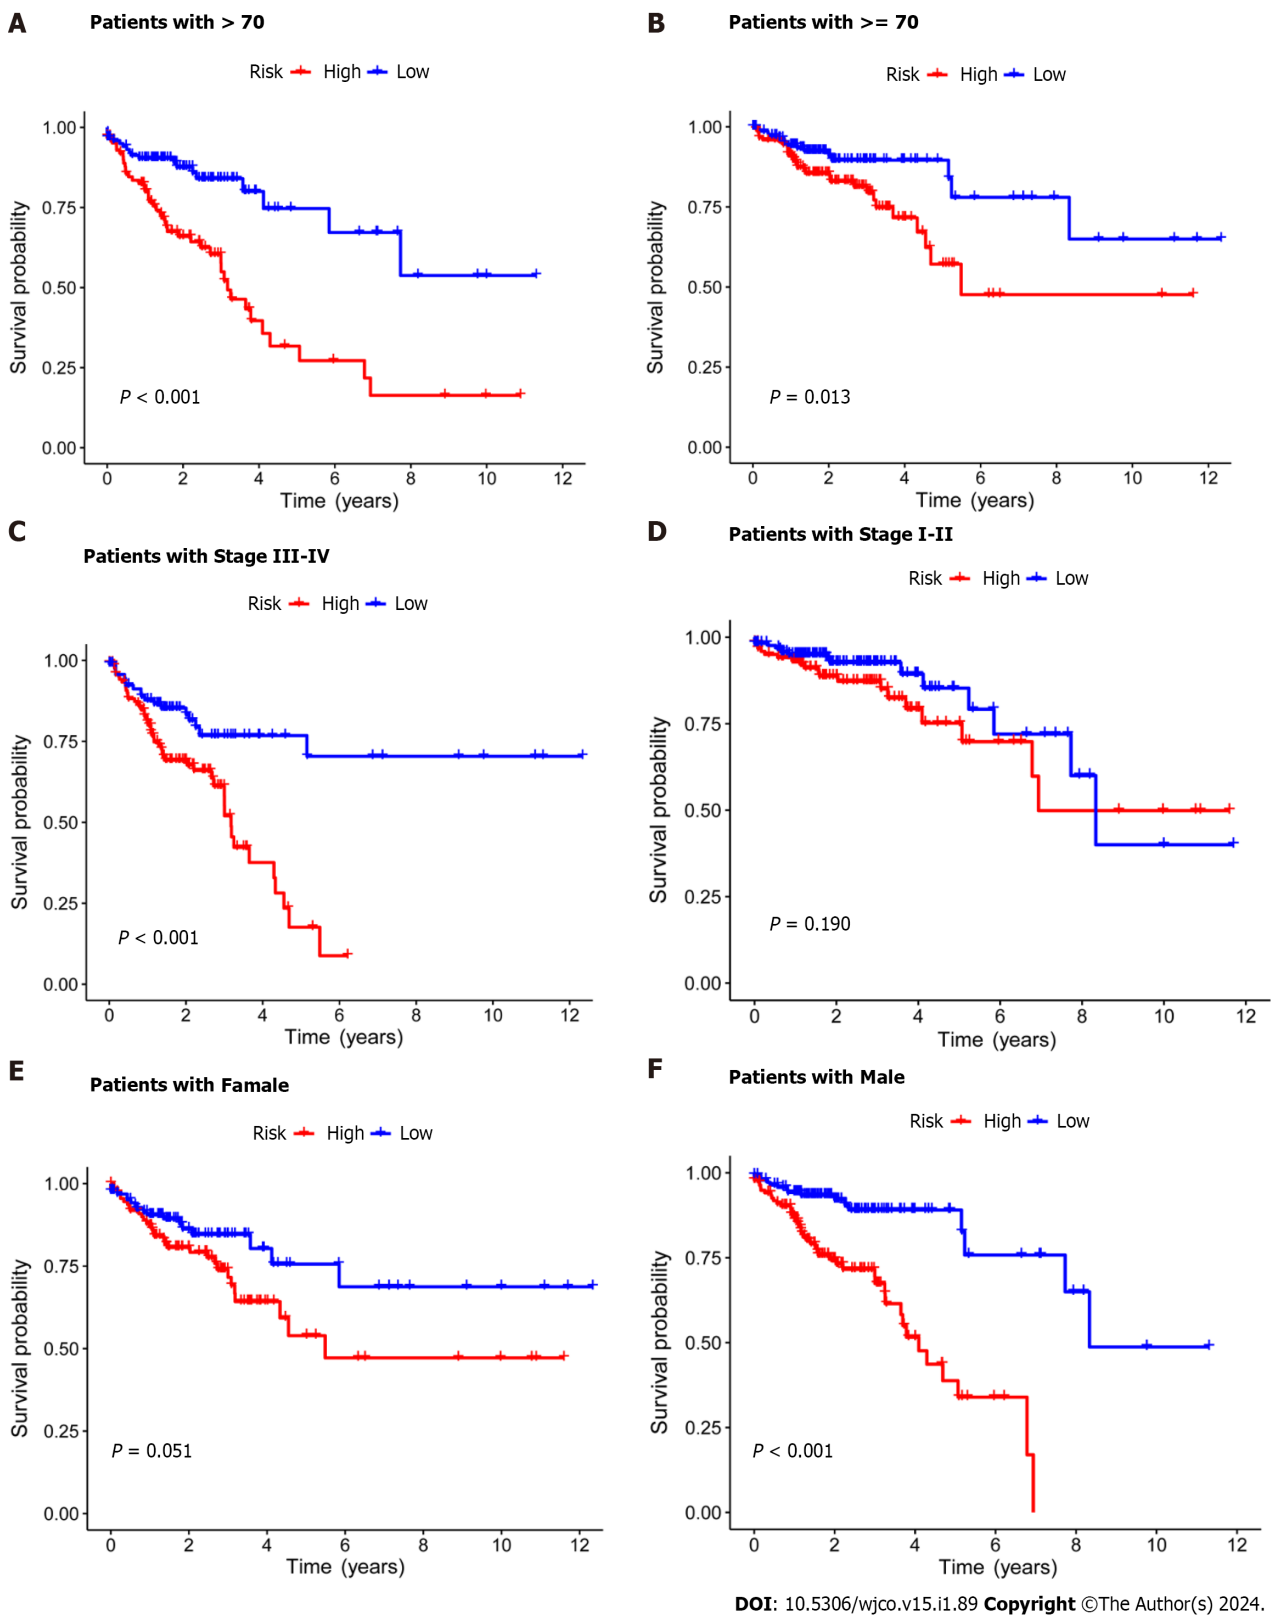 A
Patients with > 70
Risk High Low
1.00
0.75
0.50
0.25
0.00
Survival probability
P < 0.001
0 2 4 6 8 10 12
Time (years)
B
Patients with >= 70
Risk High Low
1.00
0.75
0.50
0.25
0.00
Survival probability
P = 0.013
0 2 4 6 8 10 12
Time (years)
C
Patients with Stage III-IV
Risk High Low
1.00
0.75
0.50
0.25
0.00
Survival probability
P < 0.001
0 2 4 6 8 10 12
Time (years)
D
Patients with Stage I-II
Risk High Low
1.00
0.75
0.50
0.25
0.00
Survival probability
P = 0.190
0 2 4 6 8 10 12
Time (years)
E
Patients with Famale
Risk High Low
1.00
0.75
0.50
0.25
0.00
Survival probability
P = 0.051
0 2 4 6 8 10 12
Time (years)
F
Patients with Male
Risk High Low
1.00
0.75
0.50
0.25
0.00
Survival probability
P < 0.001
0 2 4 6 8 10 12
Time (years)
DOI: 10.5306/wjco.v15.i1.89 Copyright ©The Author(s) 2024.